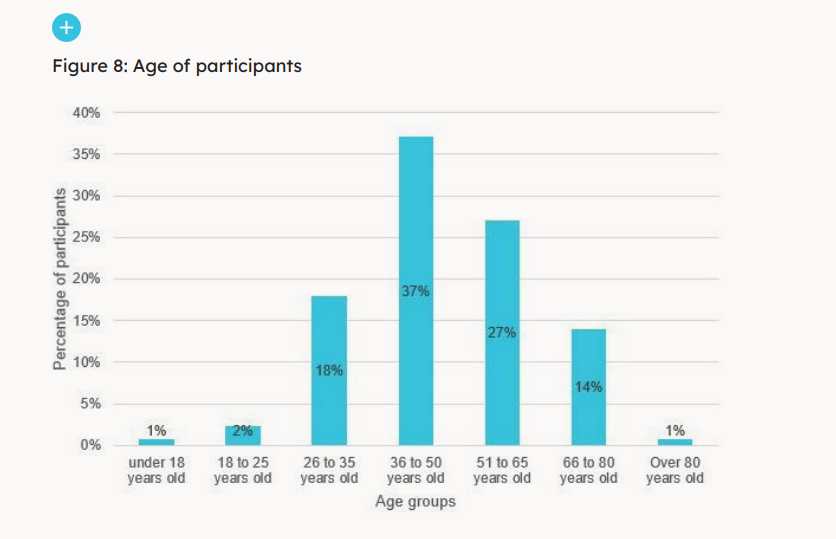 +
Figure 8: Age of participants
Percentage of participants
40%
35%
30%
25%
20%
15%
10%
5%
0%
1%
2%
18%
37%
27%
14%
1%
under 18
years old
18 to 25
years old
26 to 35
years old
36 to 50
years old
51 to 65
years old
66 to 80
years old
Over 80
years old
Age groups